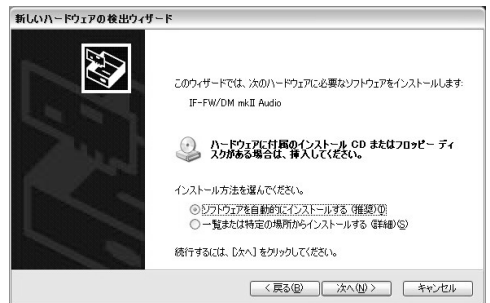 新しいハードウェアの検出ウィザード
このウィザードでは、次のハードウェアに必要なソフトウェアをインストールします:
IF-FW/DM mkII Audio
ハードウェアに付属のインストール CD またはフロッピー ディ
スクがある場合は、挿入してください。
インストール方法を選んでください。
ソフトウェアを自動的にインストールする (推奨)(I)
一覧または特定の場所からインストールする (詳細)(S)
続行するには、[次へ] をクリックしてください。
< 戻る(B) 次へ(N) > キャンセル